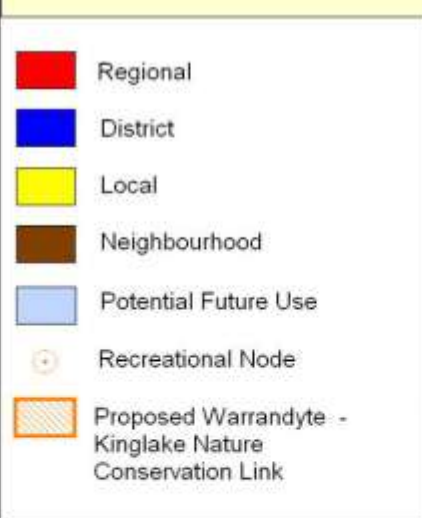 Regional
District
Local
Neighbourhood
Potential Future Use
Recreational Node
Proposed Warrandyte -
Kinglake Nature
Conservation Link